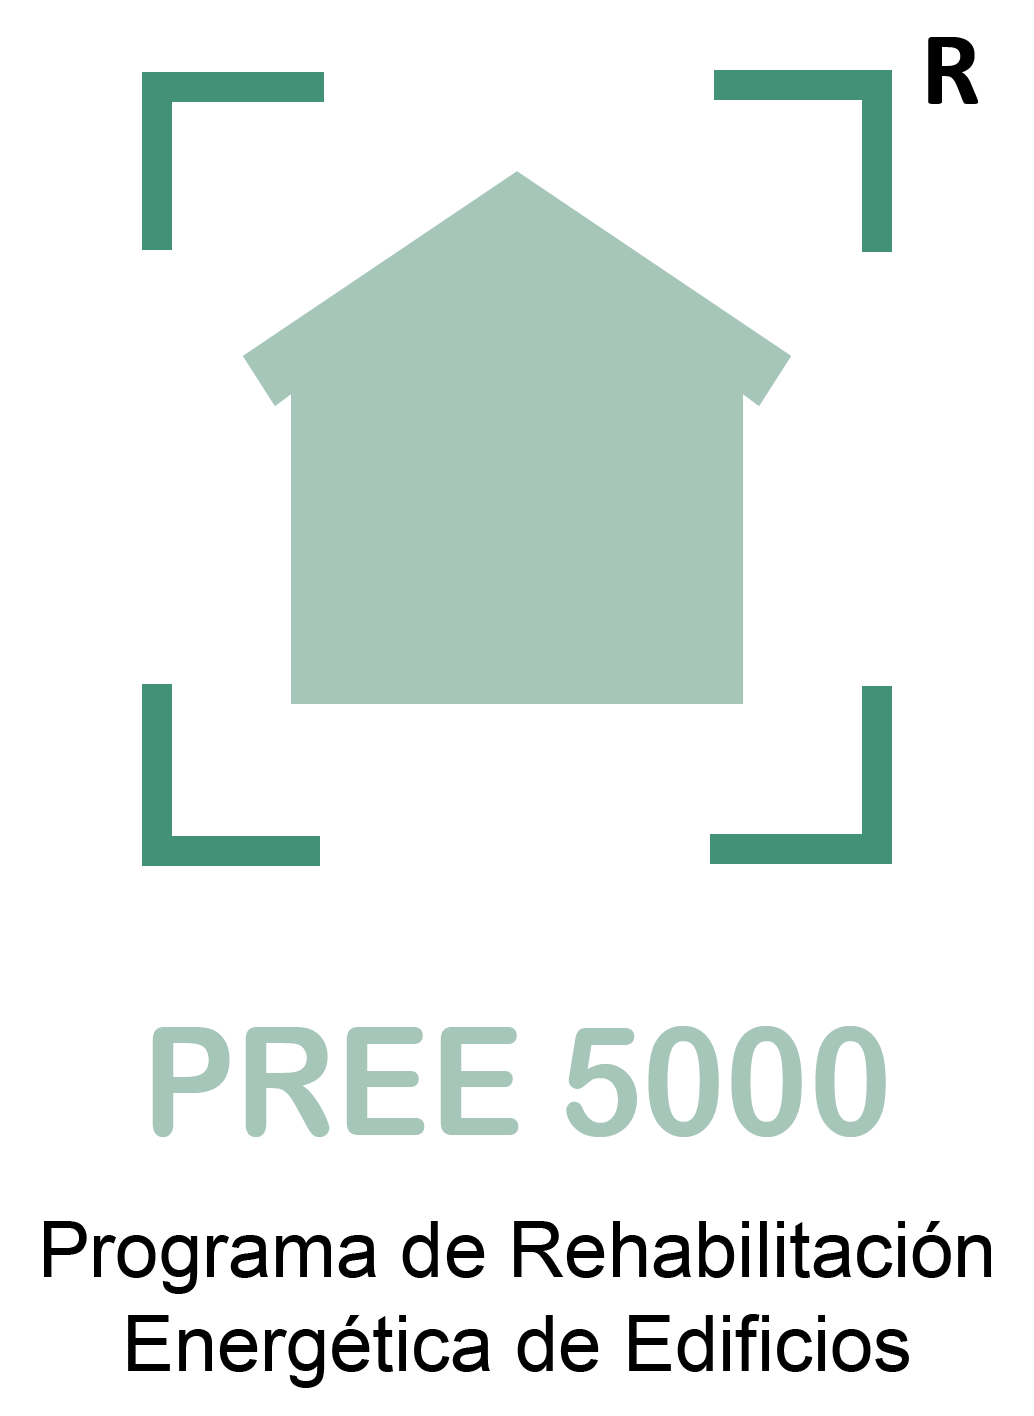 R
PREE 5000
Programa de Rehabilitación
Energética de Edificios